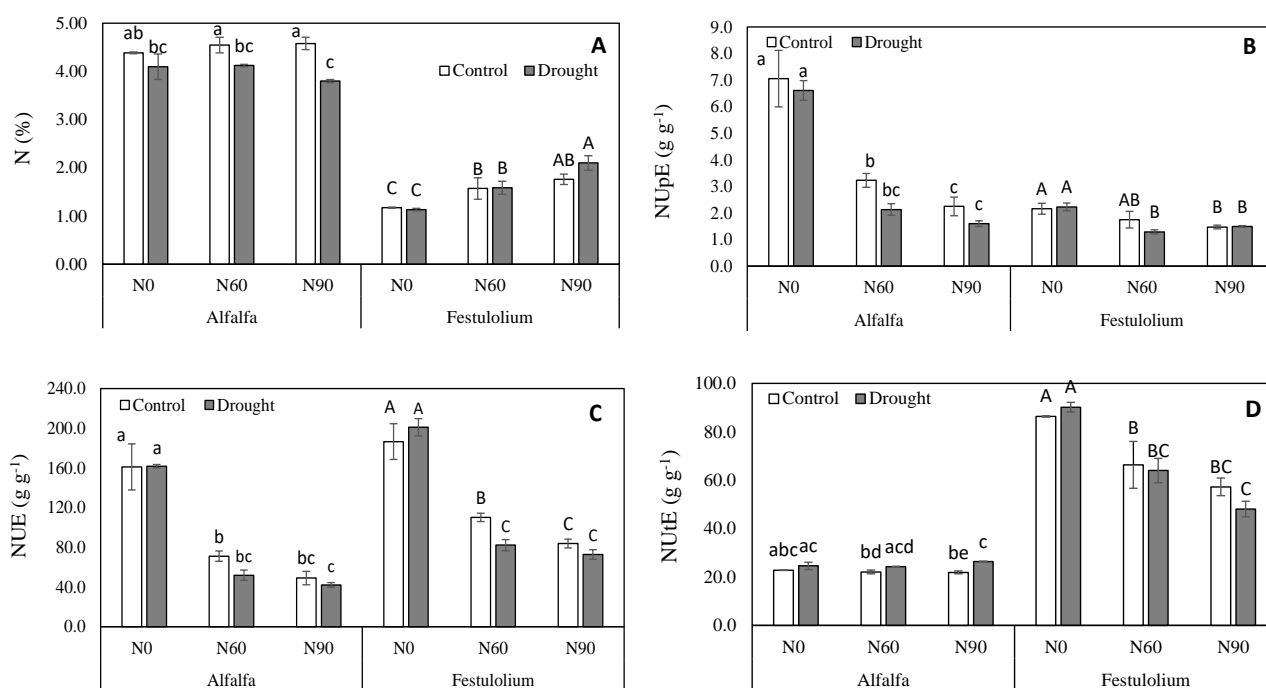 5.00
4.00
3.00
2.00
1.00
0.00
N (%)
ab bc a bc a c C C B B AB A
A
Control Drought
N0 N60 N90 N0 N60 N90
Alfalfa Festulolium
9.0
8.0
7.0
6.0
5.0
4.0
3.0
2.0
1.0
0.0
NUpE (g g-1)
Control Drought
B
a a b bc c c A A AB B B B
N0 N60 N90 N0 N60 N90
Alfalfa Festulolium
240.0
200.0
160.0
120.0
80.0
40.0
0.0
NUE (g g-1)
Control Drought
C
a a b bc bc c A A B C C C
N0 N60 N90 N0 N60 N90
Alfalfa Festulolium
100.0
80.0
60.0
40.0
20.0
0.0
NUtE (g g-1)
Control Drought
D
abc ac bd acd be c A A B BC BC C
N0 N60 N90 N0 N60 N90
Alfalfa Festulolium